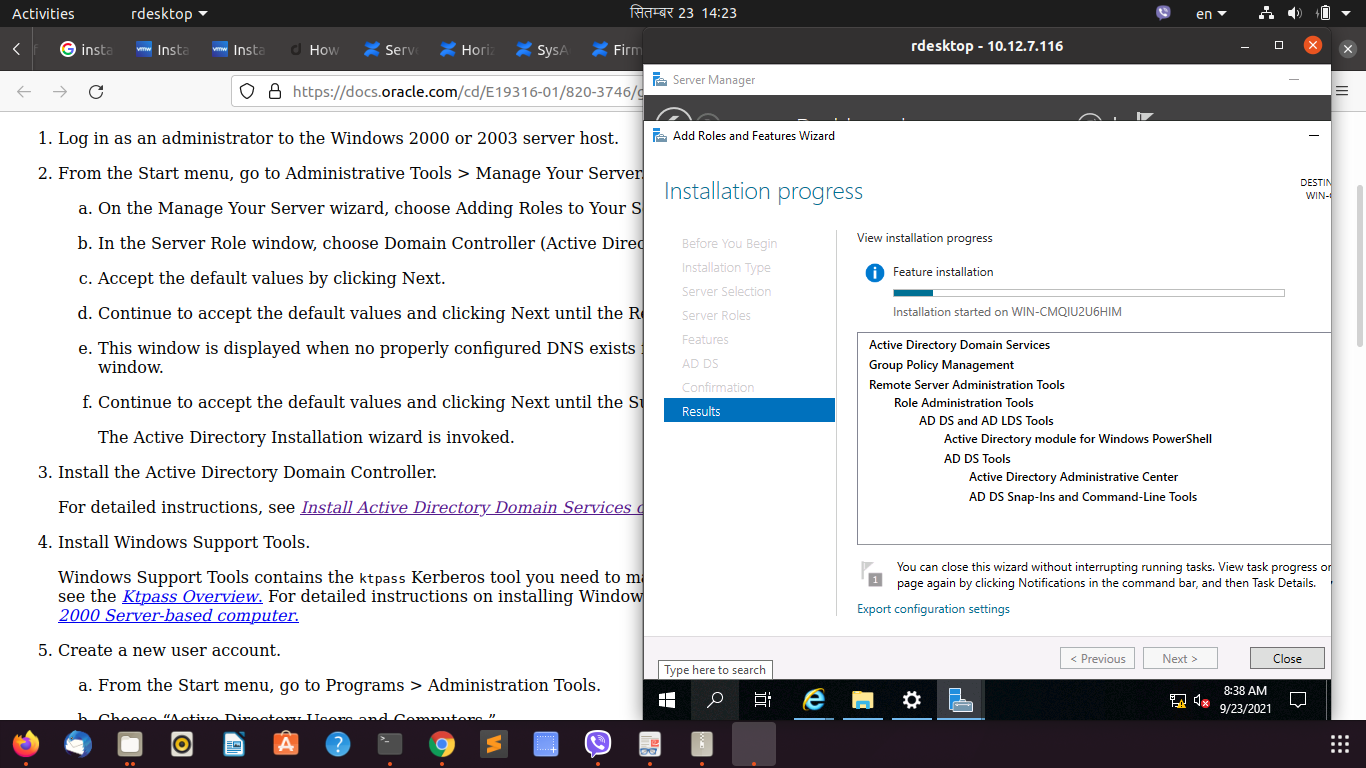 Activities
rdesktop
सितम्बर 23 14:23
en
insta
Insta
Insta
How
Serve
Horiz
SysA
Firm
https://docs.oracle.com/cd/E19316-01/820-3746/g
1. Log in as an administrator to the Windows 2000 or 2003 server host.
2. From the Start menu, go to Administrative Tools > Manage Your Server.
a. On the Manage Your Server wizard, choose Adding Roles to Your S
b. In the Server Role window, choose Domain Controller (Active Direc
c. Accept the default values by clicking Next.
d. Continue to accept the default values and clicking Next until the Re
e. This window is displayed when no properly configured DNS exists
window.
f. Continue to accept the default values and clicking Next until the Su
The Active Directory Installation wizard is invoked.
3. Install the Active Directory Domain Controller.
For detailed instructions, see Install Active Directory Domain Services o
4. Install Windows Support Tools.
Windows Support Tools contains the ktpass Kerberos tool you need to ma
see the Ktpass Overview. For detailed instructions on installing Window
2000 Server-based computer.
5. Create a new user account.
a. From the Start menu, go to Programs > Administration Tools.
b. Choose “Active Directory Users and Computers.”
rdesktop - 10.12.7.116
Server Manager
Add Roles and Features Wizard
Installation progress
DESTIN
WIN-
Before You Begin
Installation Type
Server Selection
Server Roles
Features
AD DS
Confirmation
Results
View installation progress
Feature installation
Installation started on WIN-CMQIU2U6HIM
Active Directory Domain Services
Group Policy Management
Remote Server Administration Tools
Role Administration Tools
AD DS and AD LDS Tools
Active Directory module for Windows PowerShell
AD DS Tools
Active Directory Administrative Center
AD DS Snap-Ins and Command-Line Tools
1
You can close this wizard without interrupting running tasks. View task progress or
page again by clicking Notifications in the command bar, and then Task Details.
Export configuration settings
< Previous
Next >
Close
Type here to search
8:38 AM
9/23/2021